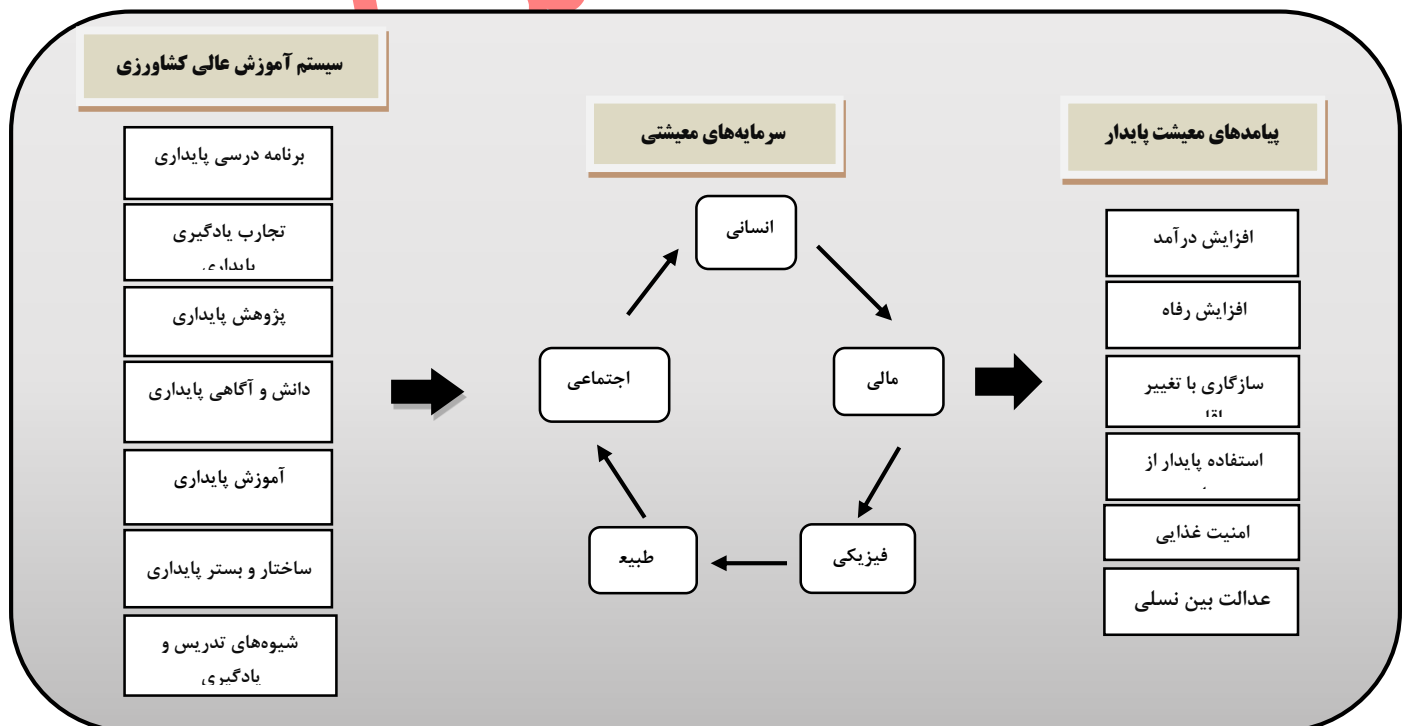 سیستم آموزش عالی کشاورزی
برنامه درسی پایداری
تجارب یادگیری
پایداری
پژوهش پایداری
دانش و آگاهی پایداری
آموزش پایداری
ساختار و بستر پایداری
شیوه‌های تدریس و
یادگیری
سرمایه‌های معیشتی
انسانی
مالی
فیزیکی
طبیع
اجتماعی
پیامدهای معیشت پایدار
افزایش درآمد
افزایش رفاه
سازگاری با تغییر
استفاده پایدار از
امنیت غذایی
عدالت بین نسلی